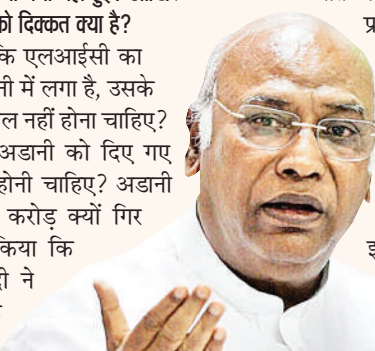 को दिक्कत क्या है?
कि एलआईसी का
नी में लगा है, उसके
ल नहीं होना चाहिए?
अडानी को दिए गए
होनी चाहिए? अडानी
करोड़ क्यों गिर
किया कि
ने
प्र